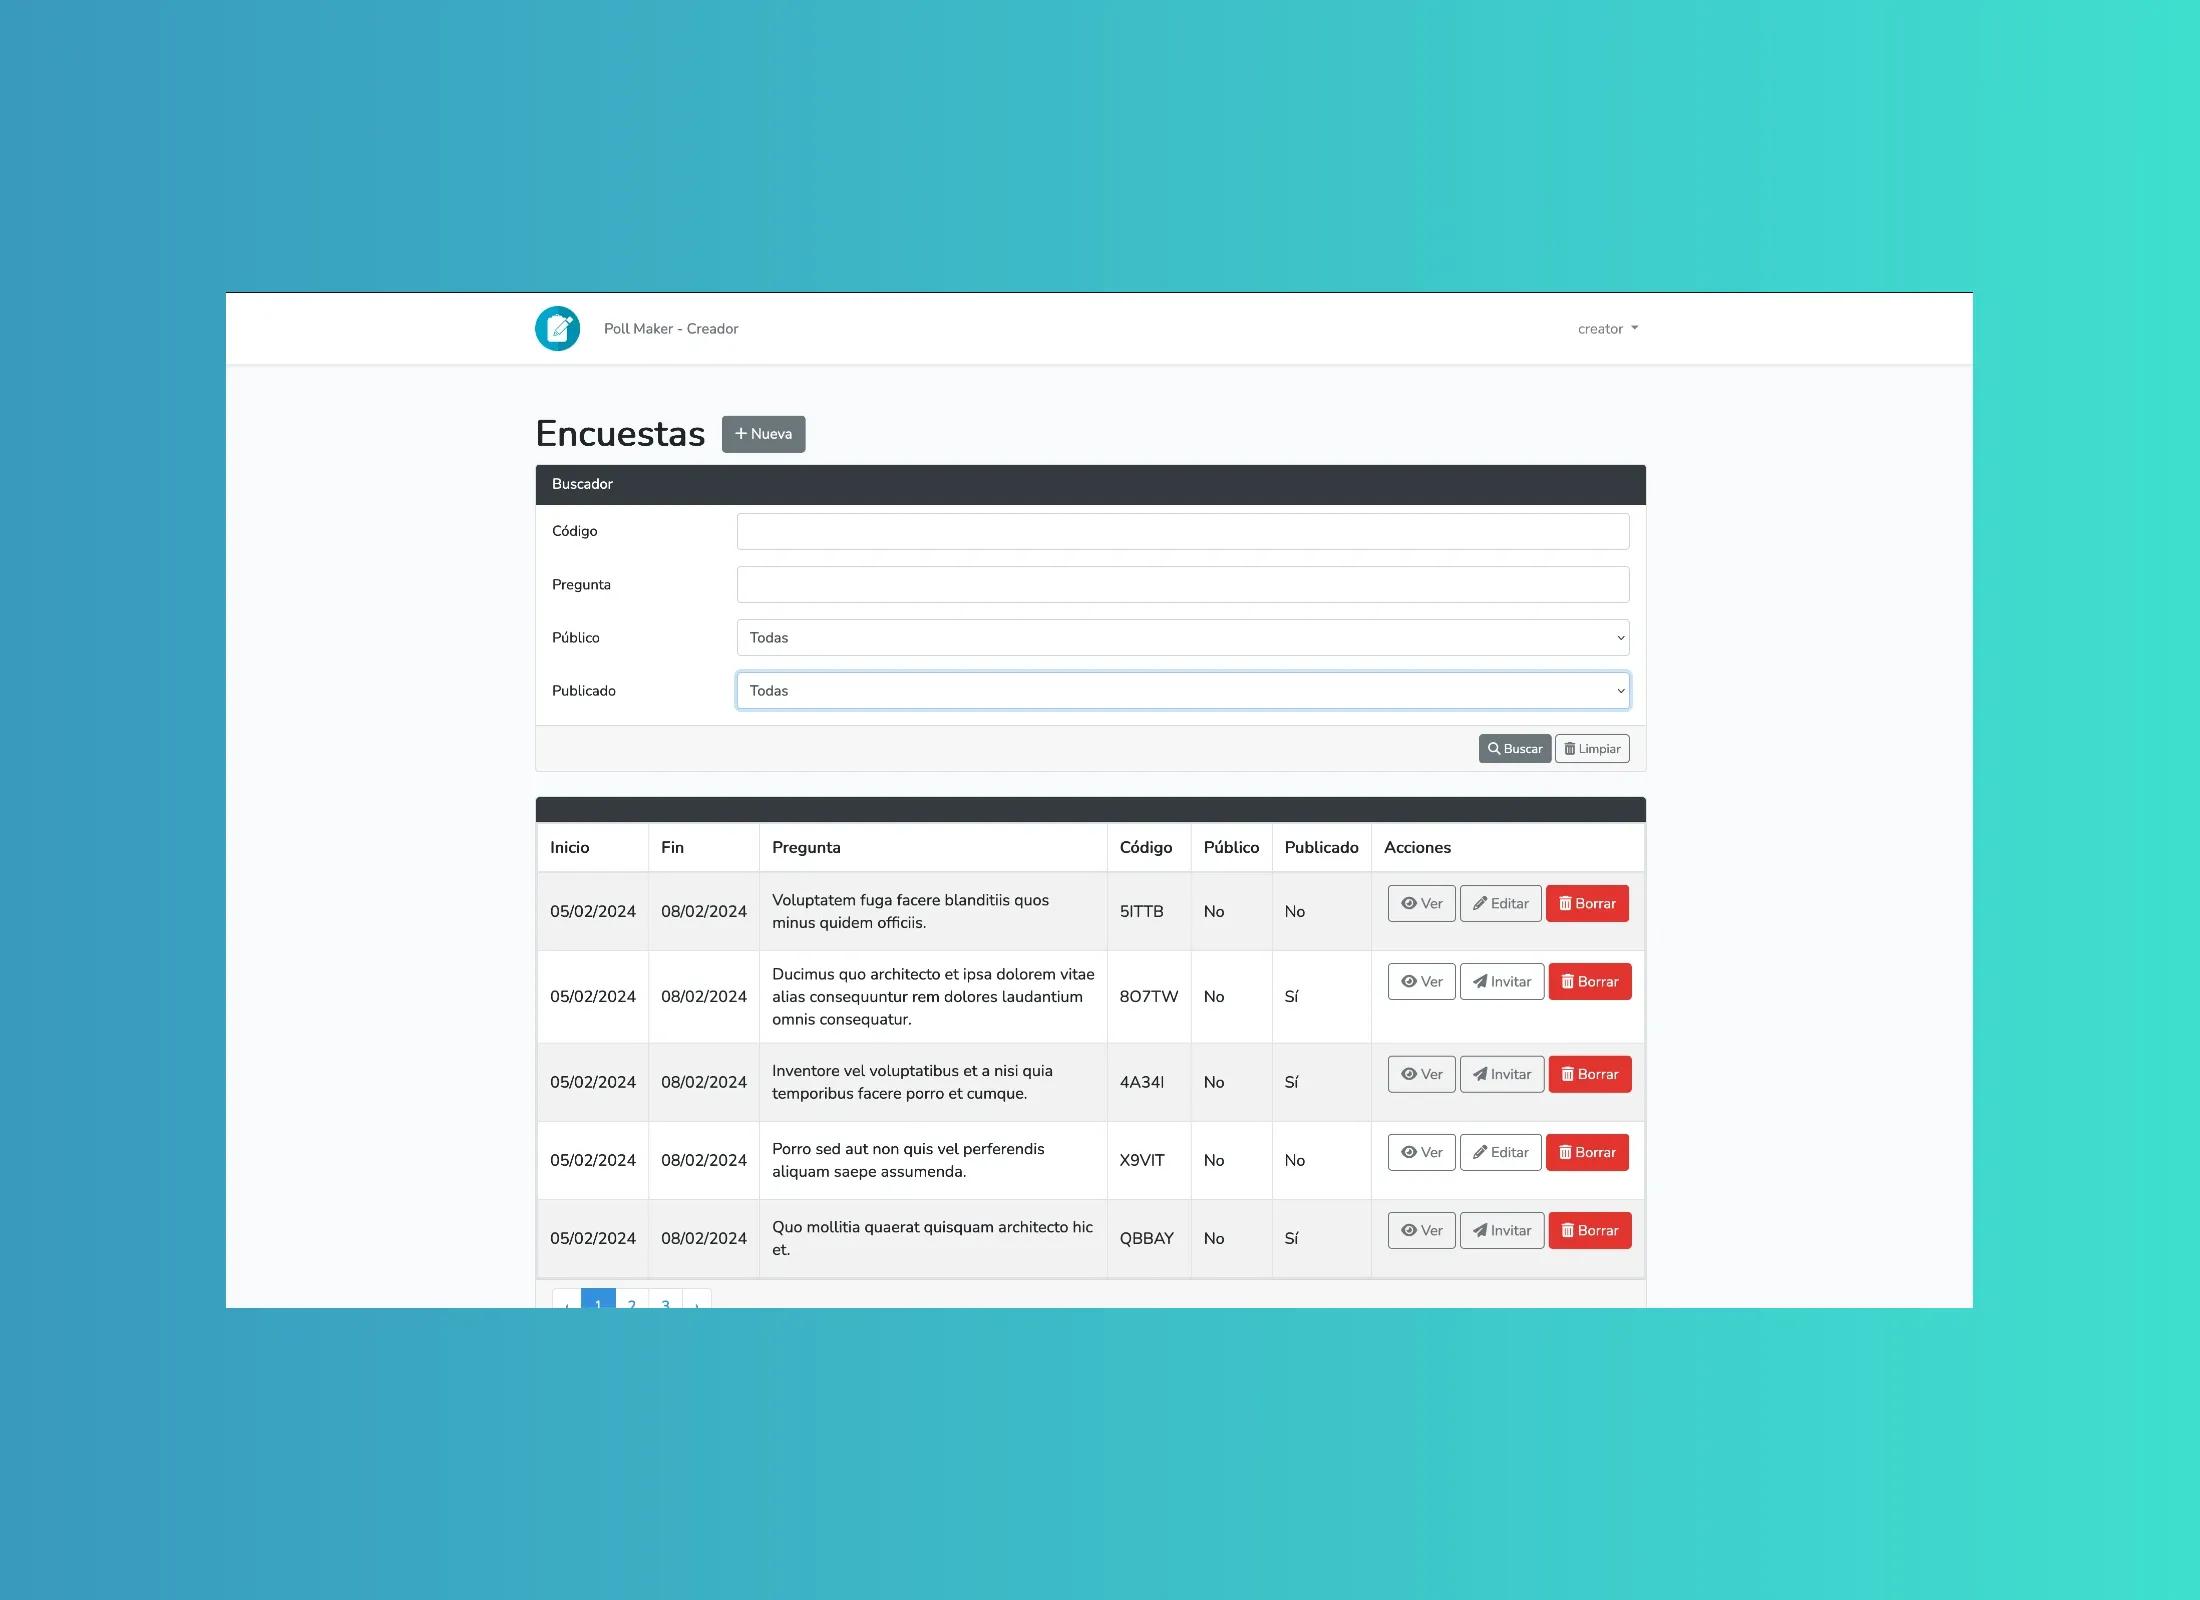 Poll Maker - Creador
creator
Encuestas
Nueva
Buscador
Código
Pregunta
Público
Todas
Publicado
Todas
Buscar
Limpiar
Inicio Fin Pregunta Código Público Publicado Acciones
05/02/2024 08/02/2024 Voluptatem fuga facere blanditiis quos
minus quidem officiis. 5ITTB No No Ver Editar Borrar
05/02/2024 08/02/2024 Ducimus quo architecto et ipsa dolorem vitae
alias consequuntur rem dolores laudantium
omnis consequatur. 8O7TW No Sí Ver Invitar Borrar
05/02/2024 08/02/2024 Inventore vel voluptatibus et a nisi quia
temporibus facere porro et cumque. 4A34I No Sí Ver Invitar Borrar
05/02/2024 08/02/2024 Porro sed aut non quis vel perferendis
aliquam saepe assumenda. X9VIT No No Ver Editar Borrar
05/02/2024 08/02/2024 Quo mollitia quaerat quisquam architecto hic
et. QBBAY No Sí Ver Invitar Borrar
‹ 1 2 3 ›